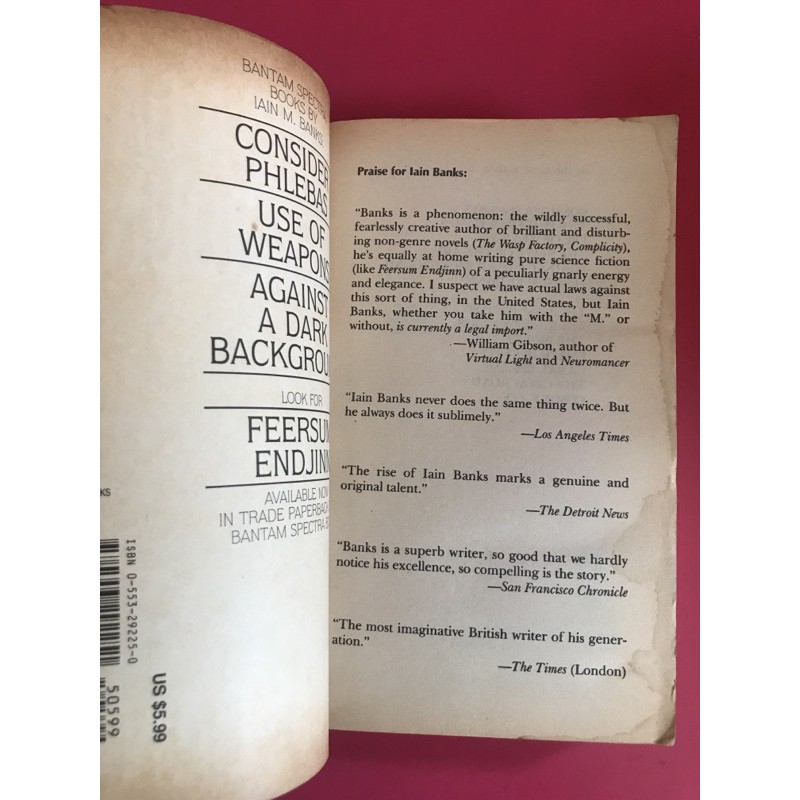 BANTAM SPECTRA
BOOKS BY
IAIN M. BANKS
CONSIDER
PHLEBAS
USE OF
WEAPONS
AGAINST
A DARK
BACKGROU
LOOK FOR
FEERSUM
ENDJINN
AVAILABLE NOW
IN TRADE PAPERBACK
BANTAM SPECTRA
KS
ISBN 0-553-29225-0
50599
US $5.99
Praise for Iain Banks:
“Banks is a phenomenon: the wildly successful,
fearlessly creative author of brilliant and disturb-
ing non-genre novels (The Wasp Factory, Complicity),
he’s equally at home writing pure science fiction
(like Feersum Endjinn) of a peculiarly gnarly energy
and elegance. I suspect we have actual laws against
this sort of thing, in the United States, but Iain
Banks, whether you take him with the “M.” or
without, is currently a legal import.”
—William Gibson, author of
Virtual Light and Neuromancer
“Iain Banks never does the same thing twice. But
he always does it sublimely.”
—Los Angeles Times
“The rise of Iain Banks marks a genuine and
original talent.”
—The Detroit News
“Banks is a superb writer, so good that we hardly
notice his excellence, so compelling is the story.”
—San Francisco Chronicle
“The most imaginative British writer of his gener-
ation.”
—The Times (London)